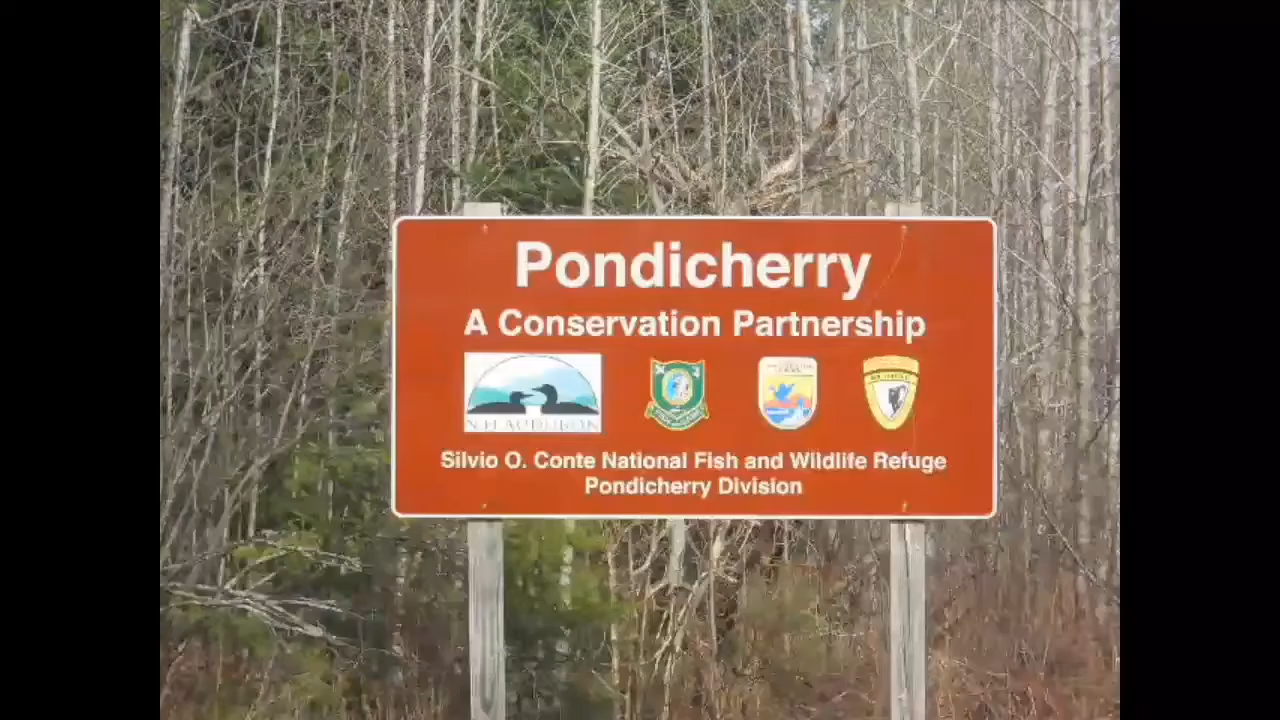 Pondicherry
A Conservation Partnership
NH AUDUBON
Silvio O. Conte National Fish and Wildlife Refuge
Pondicherry Division